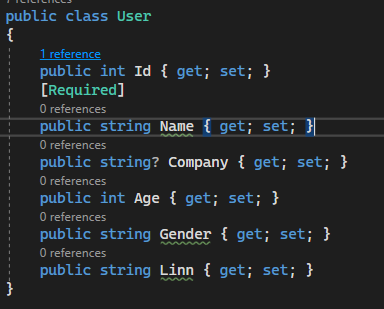 7 references
public class User
{
1 reference
public int Id { get; set; }
[Required]
0 references
public string Name { get; set; }
0 references
public string? Company { get; set; }
0 references
public int Age { get; set; }
0 references
public string Gender { get; set; }
0 references
public string Linn { get; set; }
}